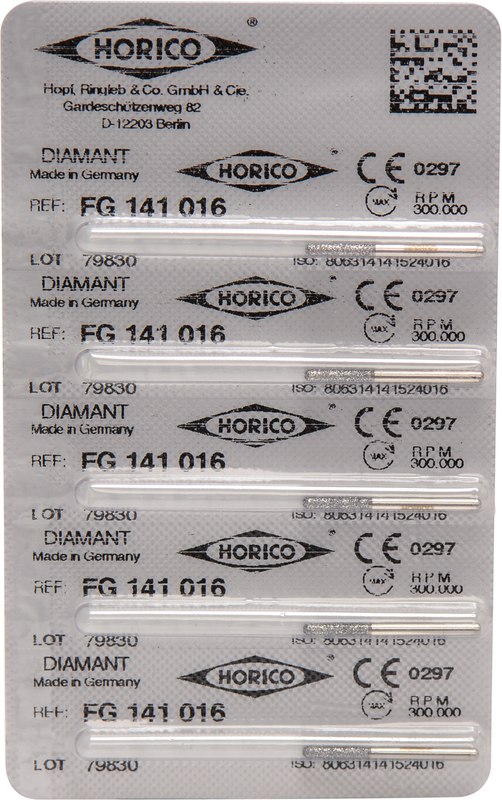 HORICO ®
Hopf, Ringleb & Co. GmbH & Cie.
Gardeschützenweg 82
D-12203 Berlin
DIAMANT HORICO ® CE 0297
Made in Germany
MAX RPM
REF: FG 141 016 300.000
LOT 79830 ISO: 806314141524016
DIAMANT HORICO ® CE 0297
Made in Germany
MAX RPM
REF: FG 141 016 300.000
LOT 79830 ISO: 806314141524016
DIAMANT HORICO ® CE 0297
Made in Germany
MAX RPM
REF: FG 141 016 300.000
LOT 79830 ISO: 806314141524016
DIAMANT HORICO ® CE 0297
Made in Germany
MAX RPM
REF: FG 141 016 300.000
LOT 79830 ISO: 806314141524016
DIAMANT HORICO ® CE 0297
Made in Germany
MAX RPM
REF: FG 141 016 300.000
LOT 79830 ISO: 806314141524016